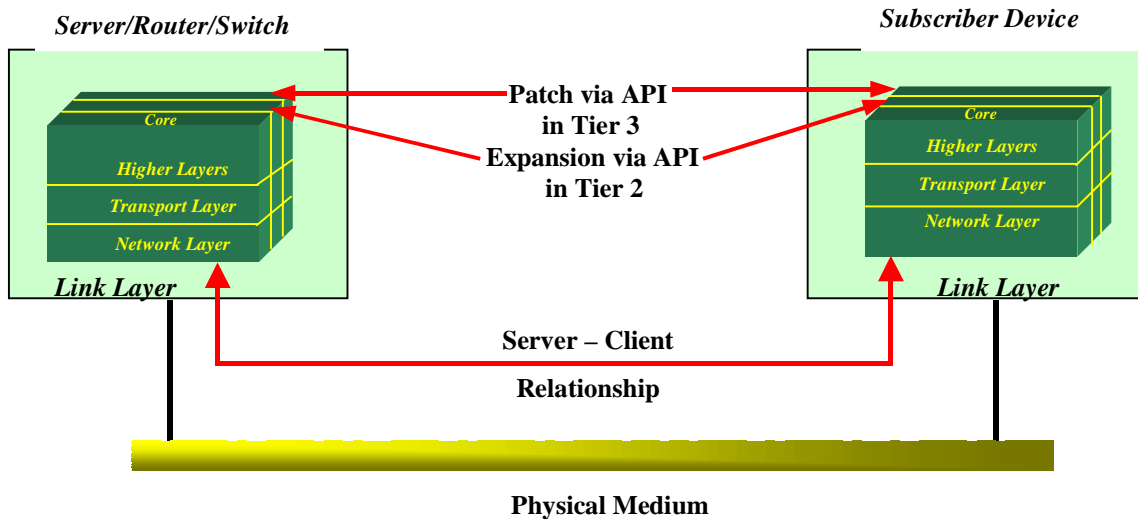 Server/Router/Switch
Subscriber Device
Patch via API
in Tier 3
Expansion via API
in Tier 2
Core
Higher Layers
Transport Layer
Network Layer
Link Layer
Core
Higher Layers
Transport Layer
Network Layer
Link Layer
Server – Client
Relationship
Physical Medium